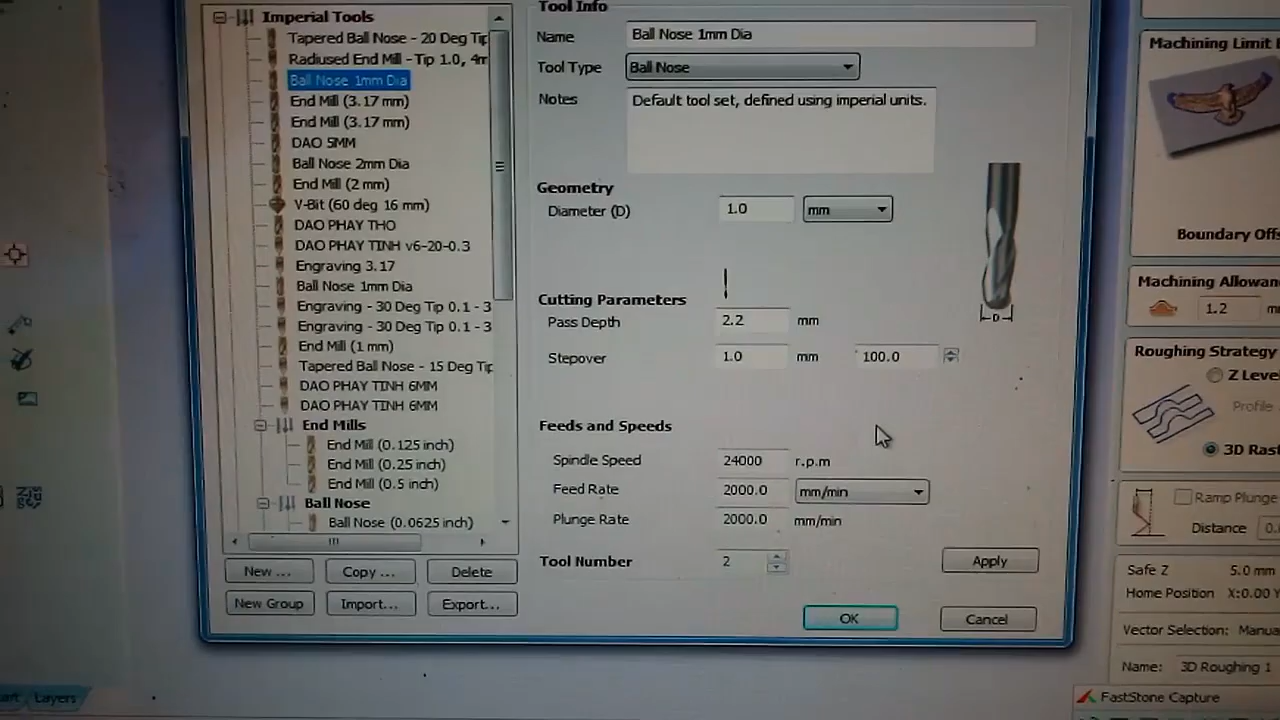 Imperial Tools
Tapered Ball Nose - 20 Deg Tip
Radiused End Mill - Tip 1.0, 4m
Ball Nose 1mm Dia
End Mill (3.17 mm)
End Mill (3.17 mm)
DAO 5MM
Ball Nose 2mm Dia
End Mill (2 mm)
V-Bit (60 deg 16 mm)
DAO PHAY THO
DAO PHAY TINH v6-20-0.3
Engraving 3.17
Ball Nose 1mm Dia
Engraving - 30 Deg Tip 0.1 - 3
Engraving - 30 Deg Tip 0.1 - 3
End Mill (1 mm)
Tapered Ball Nose - 15 Deg Tip
DAO PHAY TINH 6MM
DAO PHAY TINH 6MM
End Mills
End Mill (0.125 inch)
End Mill (0.25 inch)
End Mill (0.5 inch)
Ball Nose
Ball Nose (0.0625 inch)
New ...
Copy ...
Delete
New Group
Import...
Export...
Tool Info
Name Ball Nose 1mm Dia
Tool Type Ball Nose
Notes Default tool set, defined using imperial units.
Geometry
Diameter (D) 1.0 mm
D
Cutting Parameters
Pass Depth 2.2 mm
Stepover 1.0 mm 100.0
Feeds and Speeds
Spindle Speed 24000 r.p.m
Feed Rate 2000.0 mm/min
Plunge Rate 2000.0 mm/min
Tool Number 2
Apply
OK
Cancel
Machining Limit
Boundary Offs
Machining Allowan
1.2
Roughing Strategy
Z Level
Profile
3D Rast
Ramp Plunge
Distance 0.
Safe Z 5.0 mm
Home Position X:0.00 Y
Vector Selection: Manua
Name: 3D Roughing 1
FastStone Capture
Layers